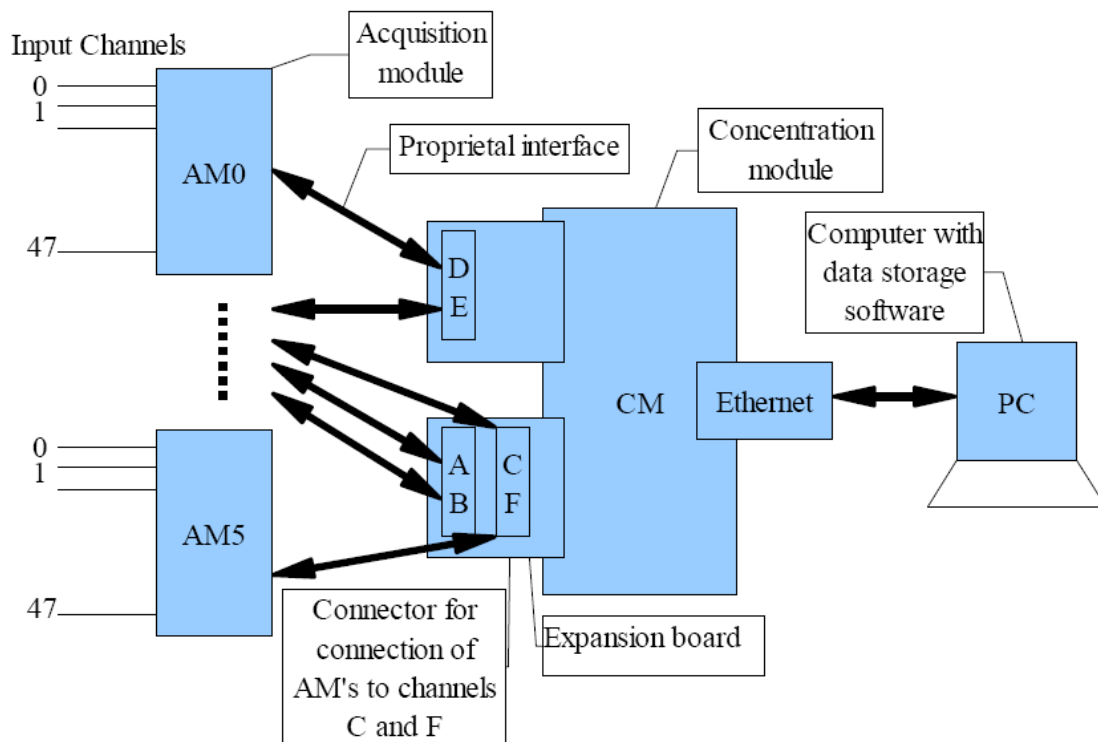 Input Channels
Acquisition
module
0
1
AM0
47
Proprietal interface
Concentration
module
Computer with
data storage
software
D
E
CM
Ethernet
PC
0
1
AM5
47
A
B
C
F
Connector for
connection of
AM's to channels
C and F
Expansion board